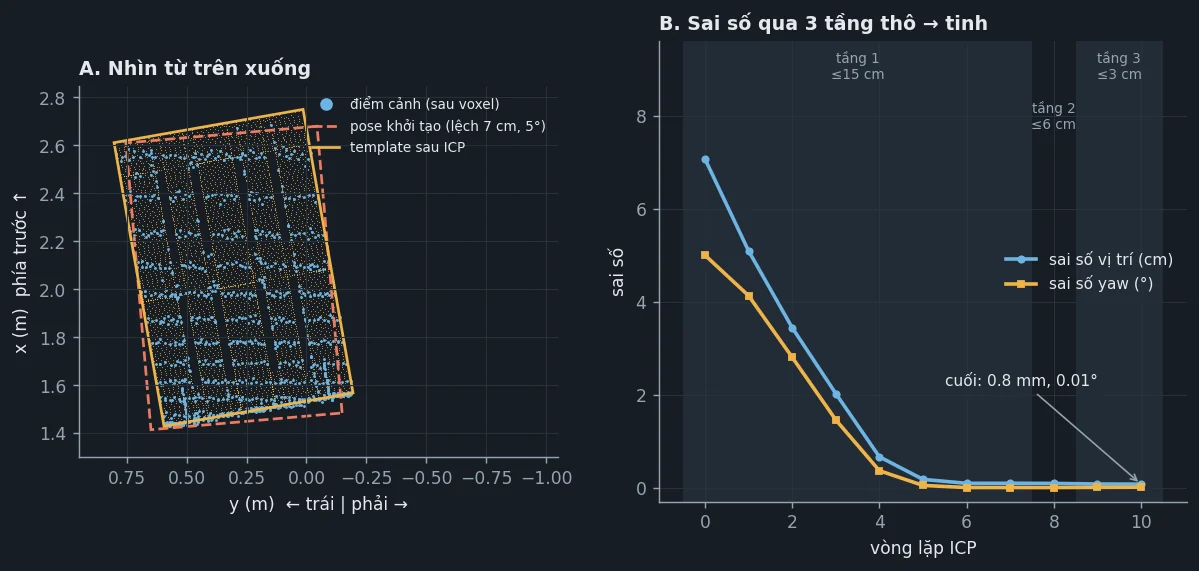 A. Nhìn từ trên xuống
điểm cảnh (sau voxel)
pose khởi tạo (lệch 7 cm, 5°)
template sau ICP
2.8
2.6
2.4
2.2
2.0
1.8
1.6
1.4
x (m)  phía trước ↑
0.75 0.50 0.25 0.00 −0.25 −0.50 −0.75 −1.00
y (m)  ← trái | phải →
B. Sai số qua 3 tầng thô → tinh
tầng 1
≤15 cm
tầng 2
≤6 cm
tầng 3
≤3 cm
8
6
4
2
0
sai số
sai số vị trí (cm)
sai số yaw (°)
cuối: 0.8 mm, 0.01°
0 2 4 6 8 10
vòng lặp ICP